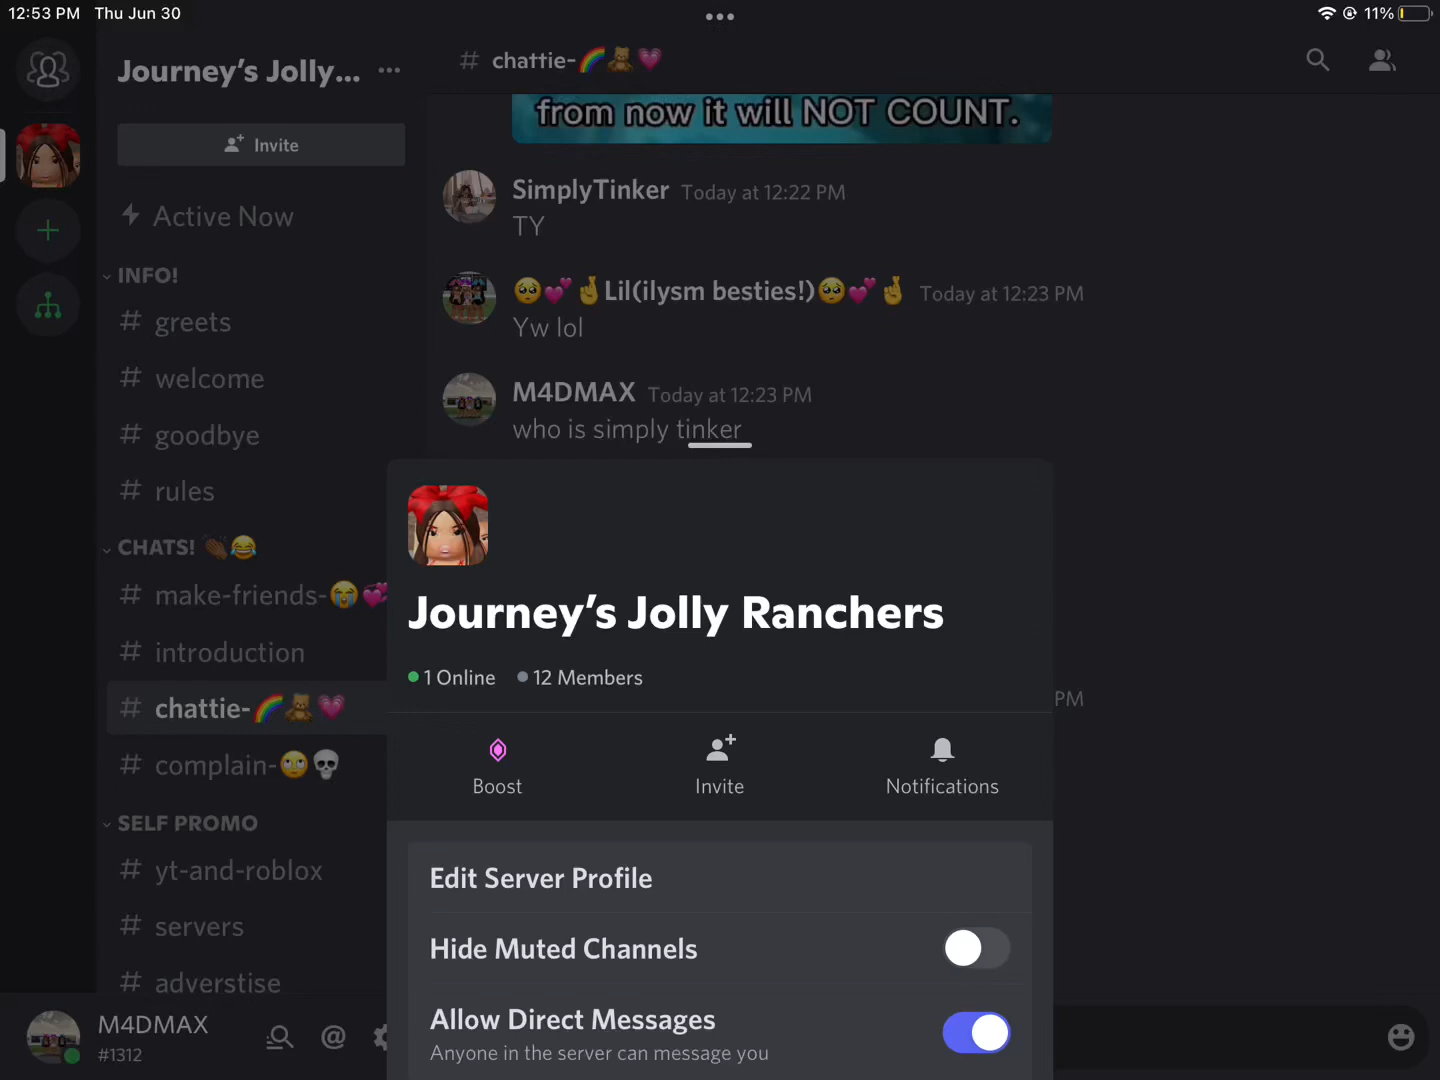 12:53 PM Thu Jun 30
11%
Journey's Jolly...
Invite
Active Now
INFO!
# greets
# welcome
# goodbye
# rules
CHATS! 👏🏾😂
# make-friends-😭💞
# introduction
# chattie-🌈🧸💗
# complain-🙄💀
SELF PROMO
# yt-and-roblox
# servers
# adverstise
M4DMAX
#1312
# chattie-🌈🧸💗
from now it will NOT COUNT.
SimplyTinker Today at 12:22 PM
TY
🥺💕🤞Lil(ilysm besties!)🥺💕🤞 Today at 12:23 PM
Yw lol
M4DMAX Today at 12:23 PM
who is simply tinker
PM
Journey's Jolly Ranchers
1 Online 12 Members
Boost Invite Notifications
Edit Server Profile
Hide Muted Channels
Allow Direct Messages
Anyone in the server can message you